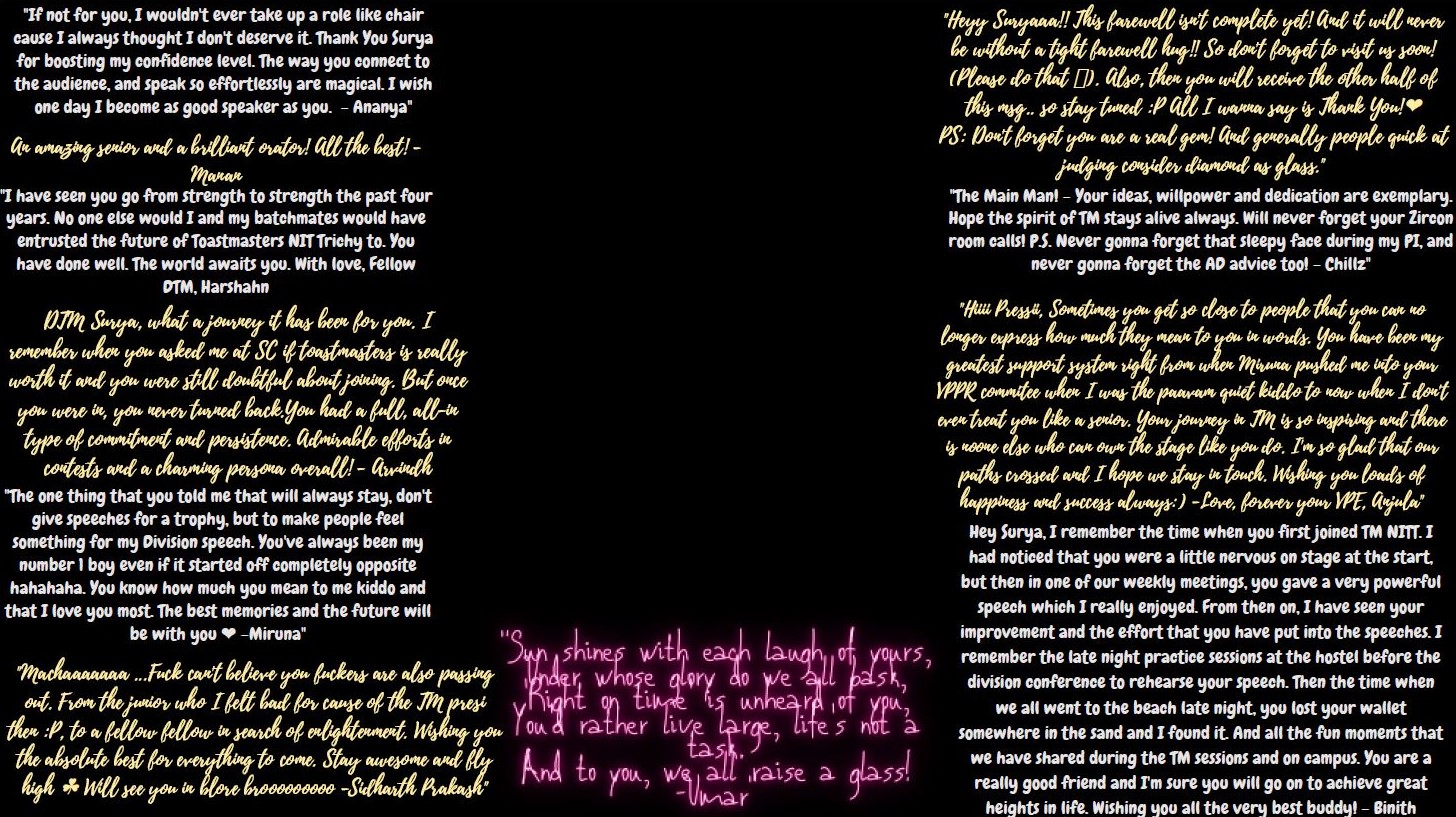 "If not for you, I wouldn't ever take up a role like chair
cause I always thought I don't deserve it. Thank You Surya
for boosting my confidence level. The way you connect to
the audience, and speak so effortlessly are magical. I wish
one day I become as good speaker as you. - Ananya"
An amazing senior and a brilliant orator! All the best! -
Manan
"I have seen you go from strength to strength the past four
years. No one else would I and my batchmates would have
entrusted the future of Toastmasters NIT Trichy to. You
have done well. The world awaits you. With love, Fellow
DTM, Harshahn
DTM Surya, what a journey it has been for you. I
remember when you asked me at SC if toastmasters is really
worth it and you were still doubtful about joining. But once
you were in, you never turned back.You had a full, all-in
type of commitment and persistence. Admirable efforts in
contests and a charming persona overall! - Arvindh
"The one thing that you told me that will always stay, don't
give speeches for a trophy, but to make people feel
something for my Division speech. You've always been my
number 1 boy even if it started off completely opposite
hahahaha. You know how much you mean to me kiddo and
that I love you most. The best memories and the future will
be with you ❤ -Miruna"
"Machaaaaaaa ...Fuck can't believe you fuckers are also passing
out. From the junior who I felt bad for cause of the TM presi
then :P, to a fellow fellow in search of enlightenment. Wishing you
the absolute best for everything to come. Stay awesome and fly
high ☘ Will see you in blore brooooooooo -Sidharth Prakash"
"Sun shines with each laugh of yours,
Under whose glory do we all bask,
Right on time is unheard of you,
You'd rather live large, life's not a
task.
And to you, we all raise a glass!
-Umar
"Heyy Suryaaa!! This farewell isn't complete yet! And it will never
be without a tight farewell hug!! So don't forget to visit us soon!
(Please do that ). Also, then you will receive the other half of
this msg.. so stay tuned :P All I wanna say is Thank You!❤
PS: Don't forget you are a real gem! And generally people quick at
judging consider diamond as glass."
"The Main Man! - Your ideas, willpower and dedication are exemplary.
Hope the spirit of TM stays alive always. Will never forget your Zircon
room calls! P.S. Never gonna forget that sleepy face during my PI, and
never gonna forget the AD advice too! - Chillz"
"Hiiii Pressii, Sometimes you get so close to people that you can no
longer express how much they mean to you in words. You have been my
greatest support system right from when Miruna pushed me into your
VPPR commitee when I was the paavam quiet kiddo to now when I don't
even treat you like a senior. Your journey in TM is so inspiring and there
is noone else who can own the stage like you do. I'm so glad that our
paths crossed and I hope we stay in touch. Wishing you loads of
happiness and success always:) -Love, forever your VPE, Anjula"
Hey Surya, I remember the time when you first joined TM NITT. I
had noticed that you were a little nervous on stage at the start,
but then in one of our weekly meetings, you gave a very powerful
speech which I really enjoyed. From then on, I have seen your
improvement and the effort that you have put into the speeches. I
remember the late night practice sessions at the hostel before the
division conference to rehearse your speech. Then the time when
we all went to the beach late night, you lost your wallet
somewhere in the sand and I found it. And all the fun moments that
we have shared during the TM sessions and on campus. You are a
really good friend and I'm sure you will go on to achieve great
heights in life. Wishing you all the very best buddy! - Binith